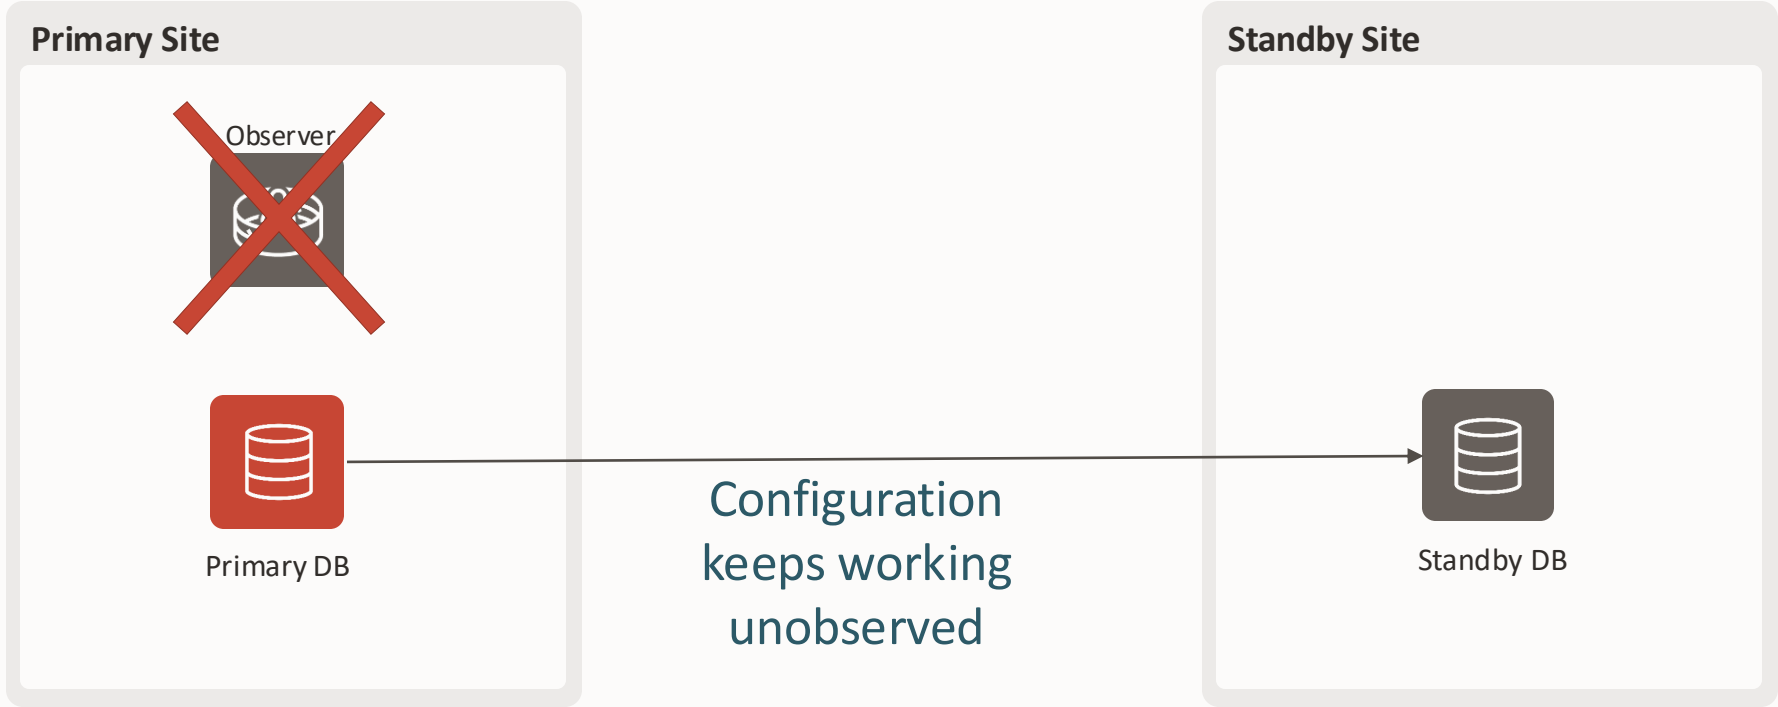 Primary Site
Standby Site
Observer
Configuration
keeps working
unobserved
Primary DB
Standby DB